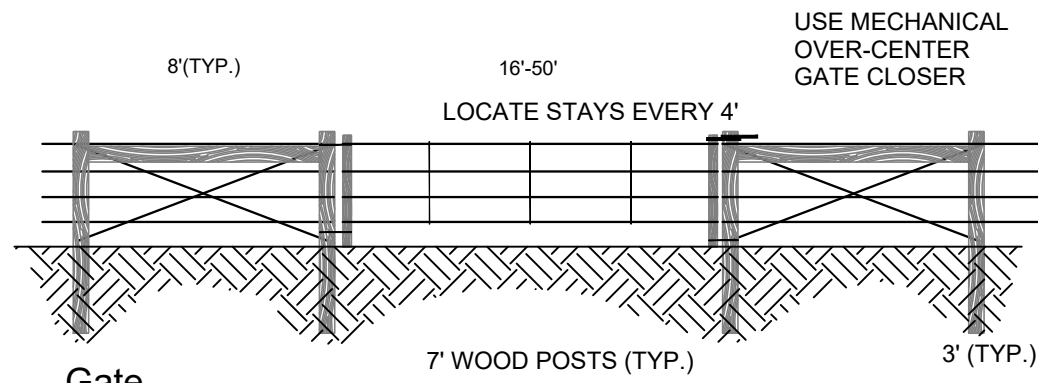 USE MECHANICAL
OVER-CENTER
GATE CLOSER
8'(TYP.)
16'-50'
LOCATE STAYS EVERY 4'
7' WOOD POSTS (TYP.)
3' (TYP.)
Gate